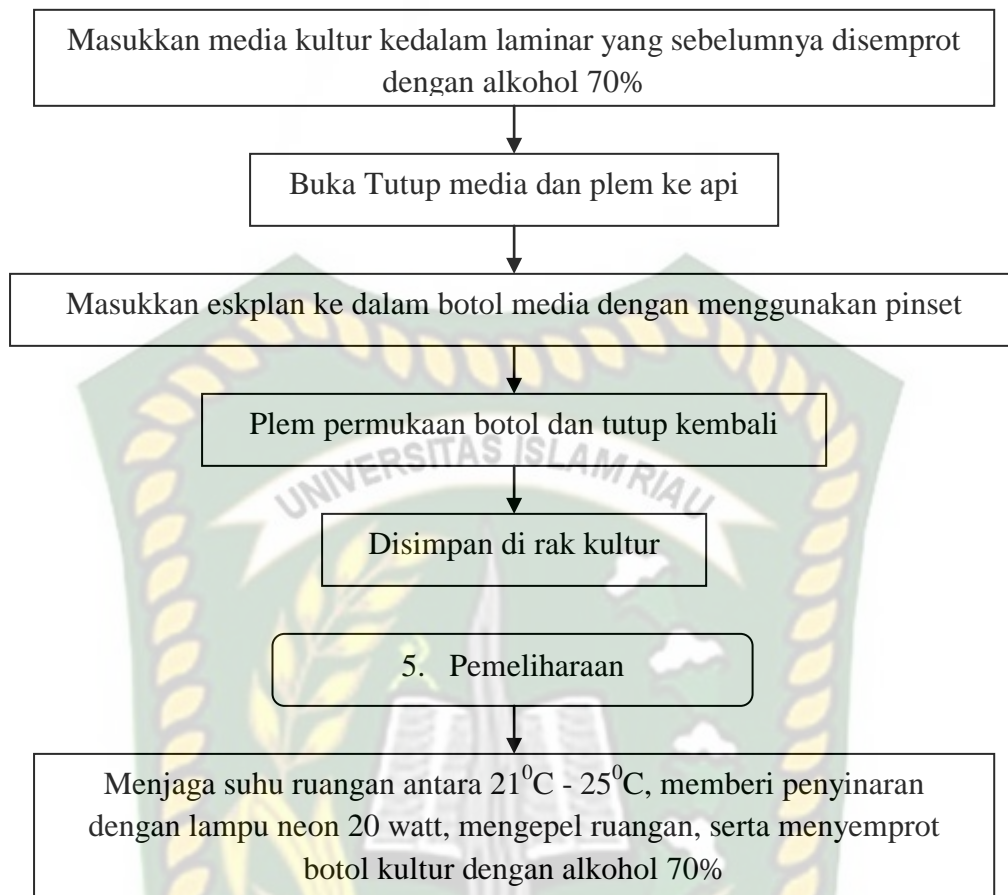 Masukkan media kultur kedalam laminar yang sebelumnya disemprot
dengan alkohol 70%
Buka Tutup media dan plem ke api
Masukkan eskplan ke dalam botol media dengan menggunakan pinset
Plem permukaan botol dan tutup kembali
UNIVERSITAS ISLAM RIAU
Disimpan di rak kultur
5. Pemeliharaan
Menjaga suhu ruangan antara 21⁰C - 25⁰C, memberi penyinaran
dengan lampu neon 20 watt, mengepel ruangan, serta menyemprot
botol kultur dengan alkohol 70%